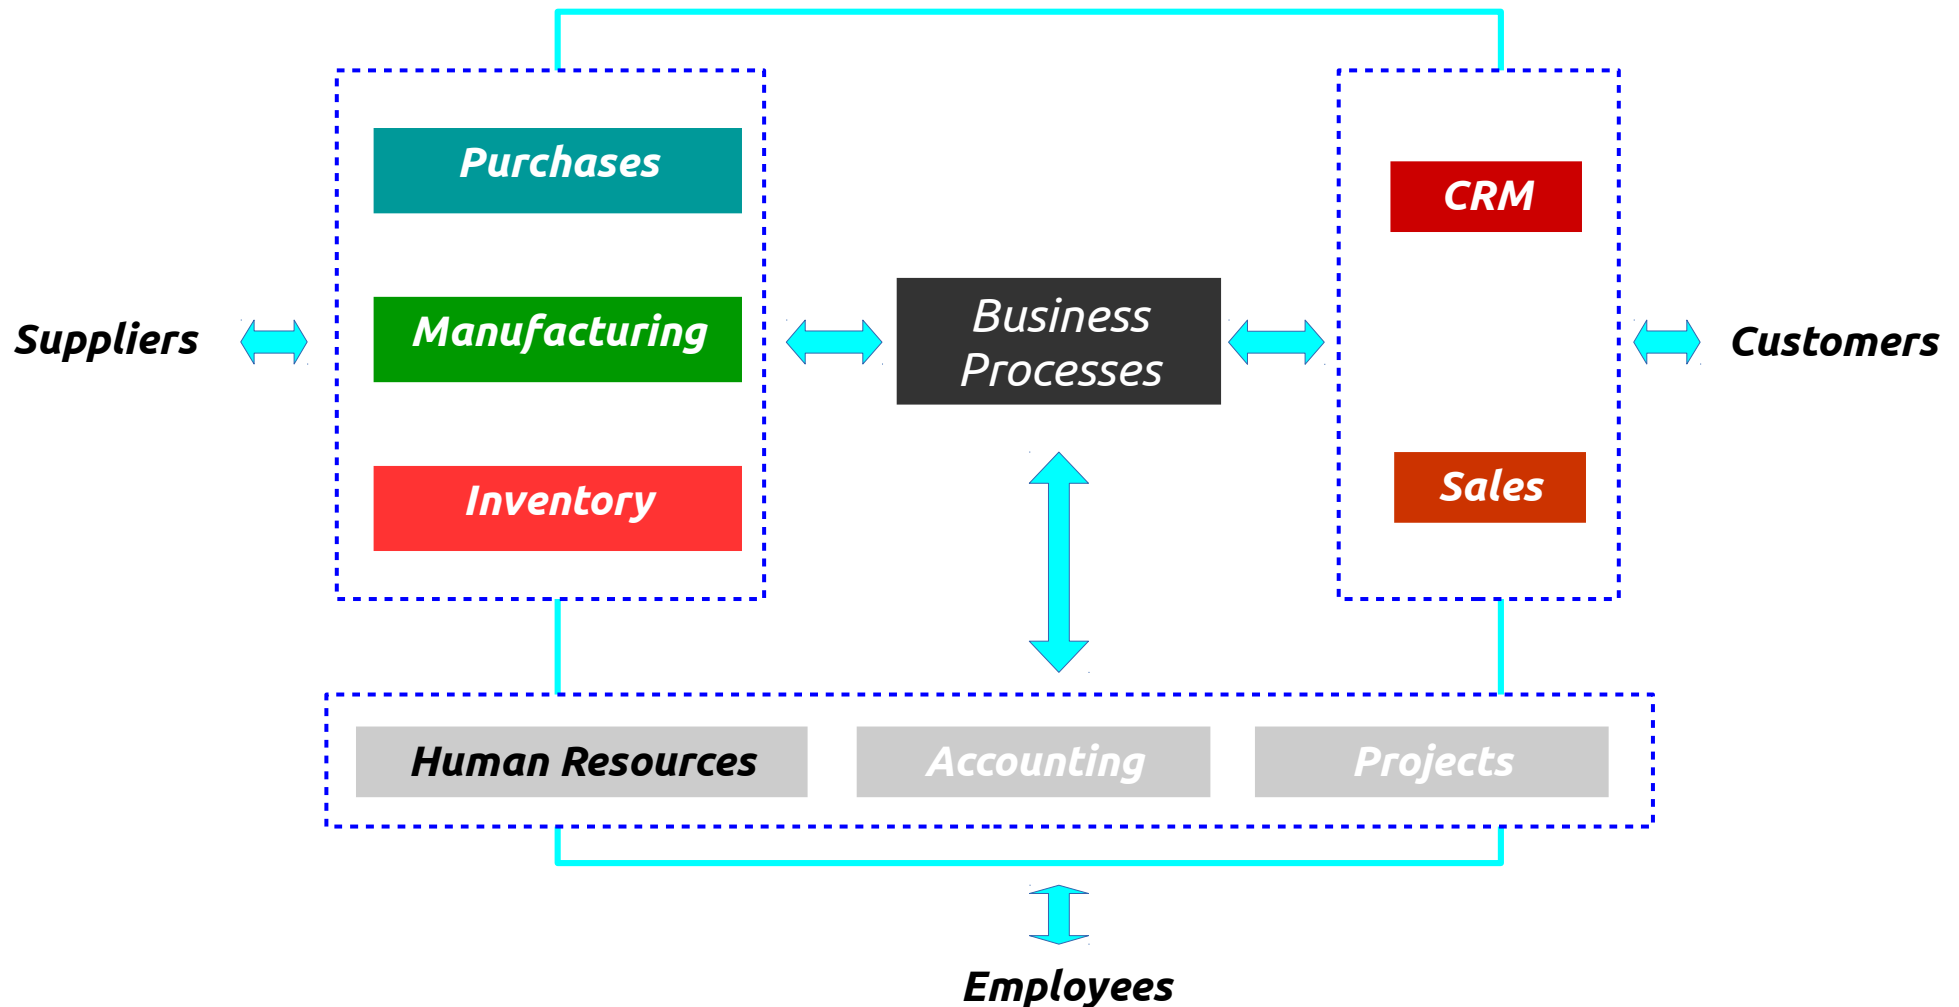 Purchases
CRM
Suppliers
Manufacturing
Business
Processes
Customers
Inventory
Sales
Human Resources
Accounting
Projects
Employees